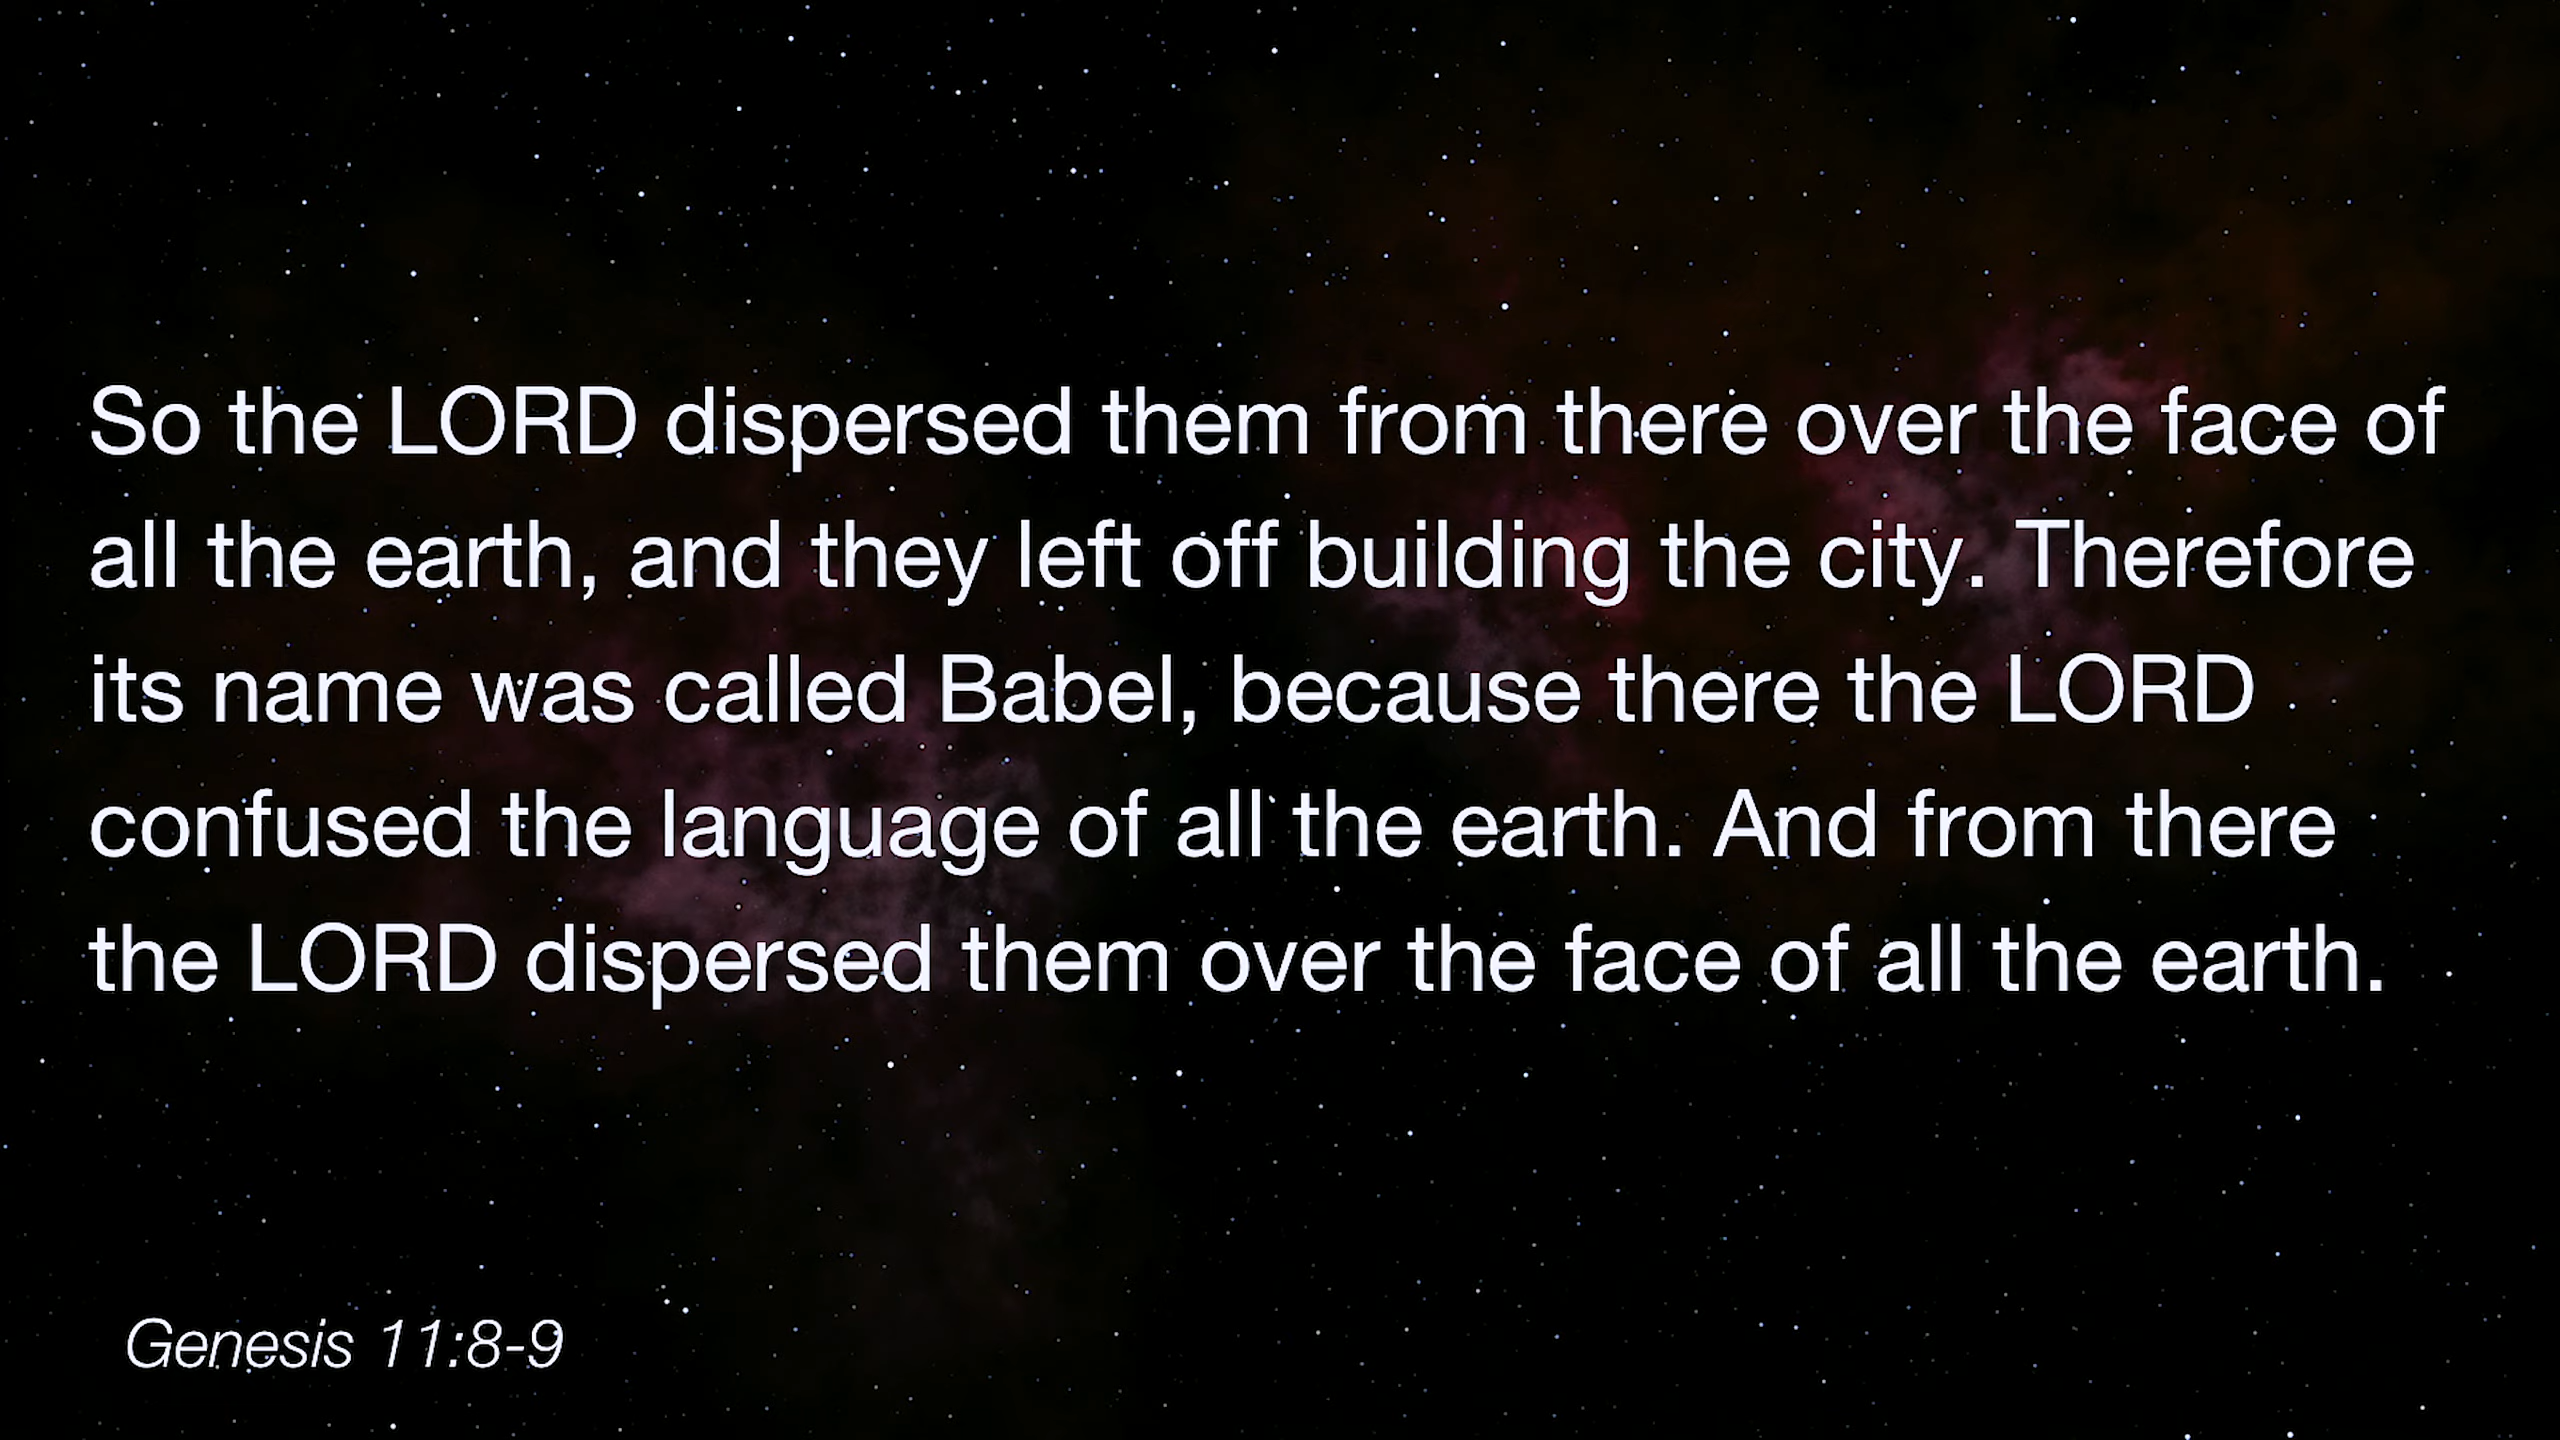 So the LORD dispersed them from there over the face of
all the earth, and they left off building the city. Therefore
its name was called Babel, because there the LORD
confused the language of all the earth. And from there
the LORD dispersed them over the face of all the earth.
Genesis 11:8-9